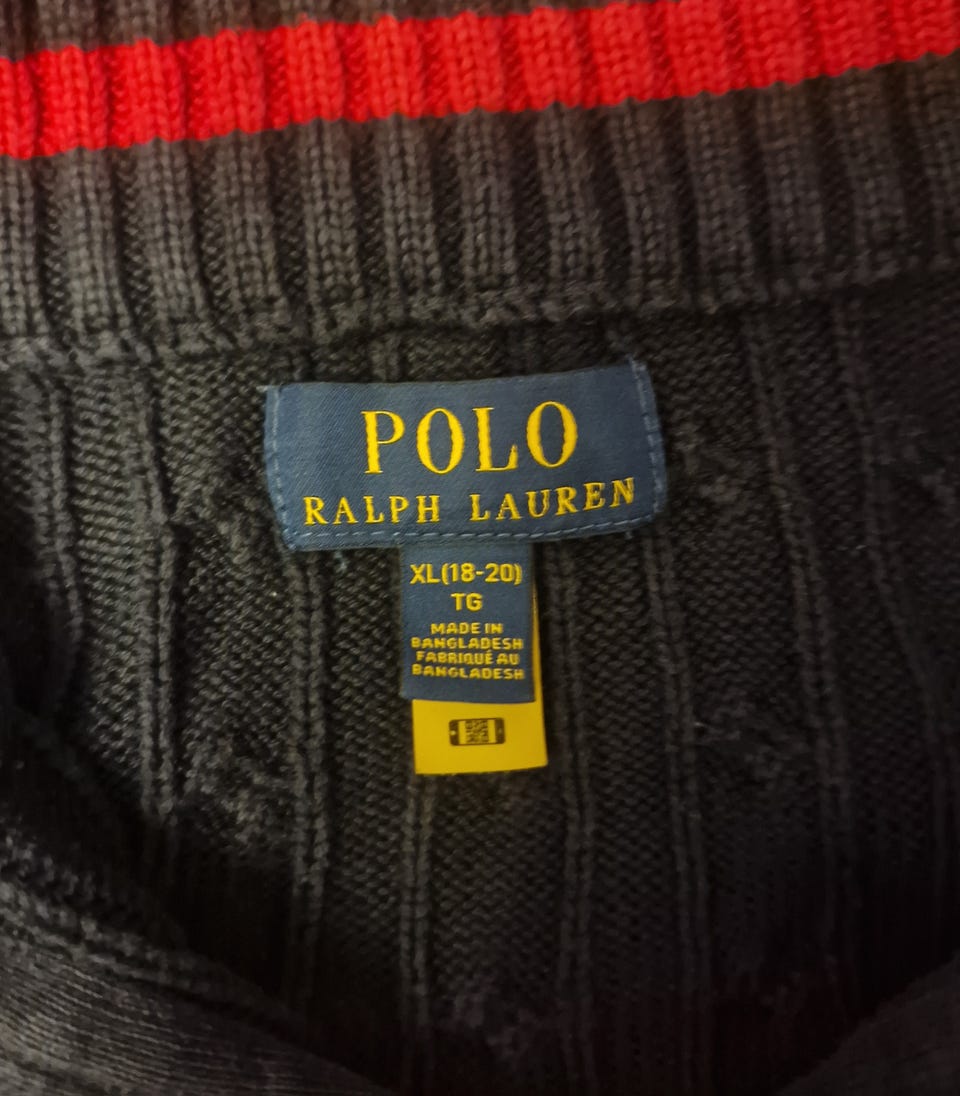 POLO
RALPH LAUREN
XL(18-20)
TG
MADE IN
BANGLADESH
FABRIQUÉ AU
BANGLADESH